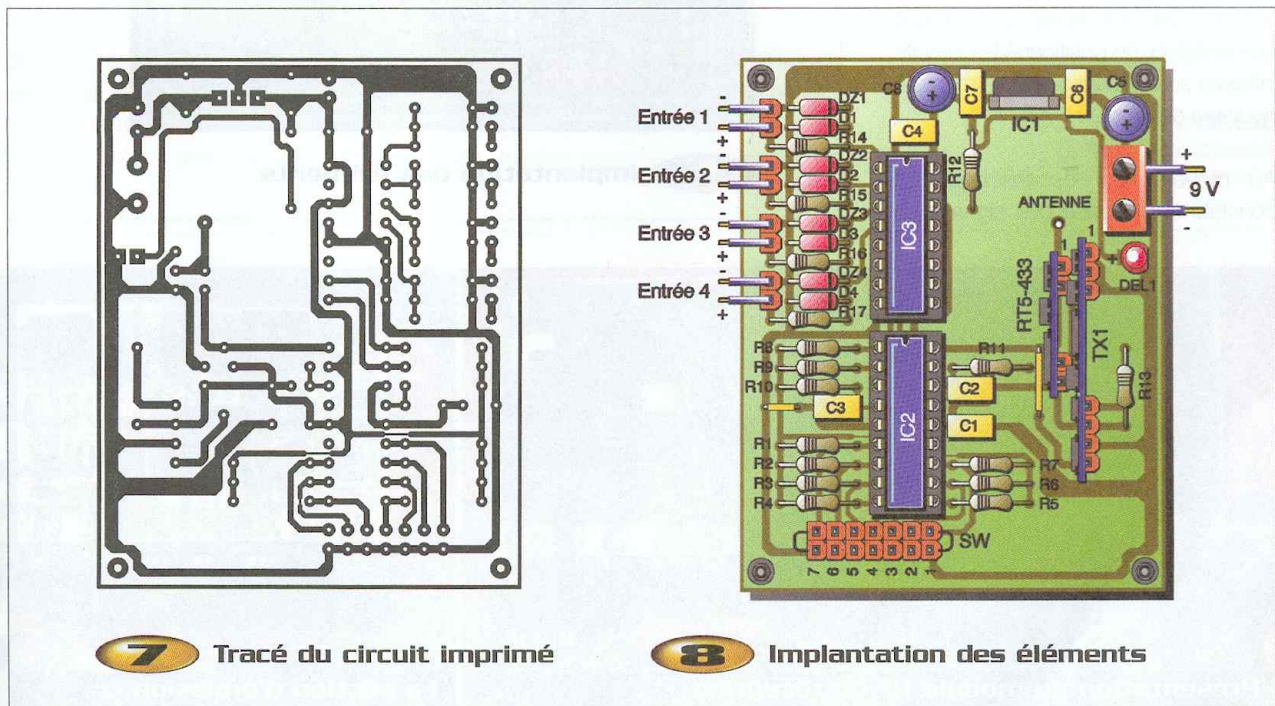 Entrée 1
-
+
Entrée 2
-
+
Entrée 3
-
+
Entrée 4
-
+
DZ1
D1
R14
DZ2
D2
R15
DZ3
D3
R16
DZ4
D4
R17
C8
-
+
C4
C7
IC1
C6
C5
-
+
R12
IC3
ANTENNE
+
9 V
-
+
DEL1
1
1
RT5-433
TX1
R13
R8
R9
R10
C3
R11
C2
C1
IC2
R1
R2
R3
R4
R7
R6
R5
SW
7 6 5 4 3 2 1
7 Tracé du circuit imprimé
8 Implantation des éléments